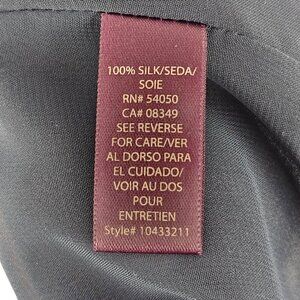 100% SILK/SEDA/
SOIE
RN# 54050
CA# 08349
SEE REVERSE
FOR CARE/VER
AL DORSO PARA
EL CUIDADO/
VOIR AU DOS
POUR
ENTRETIEN
Style# 10433211